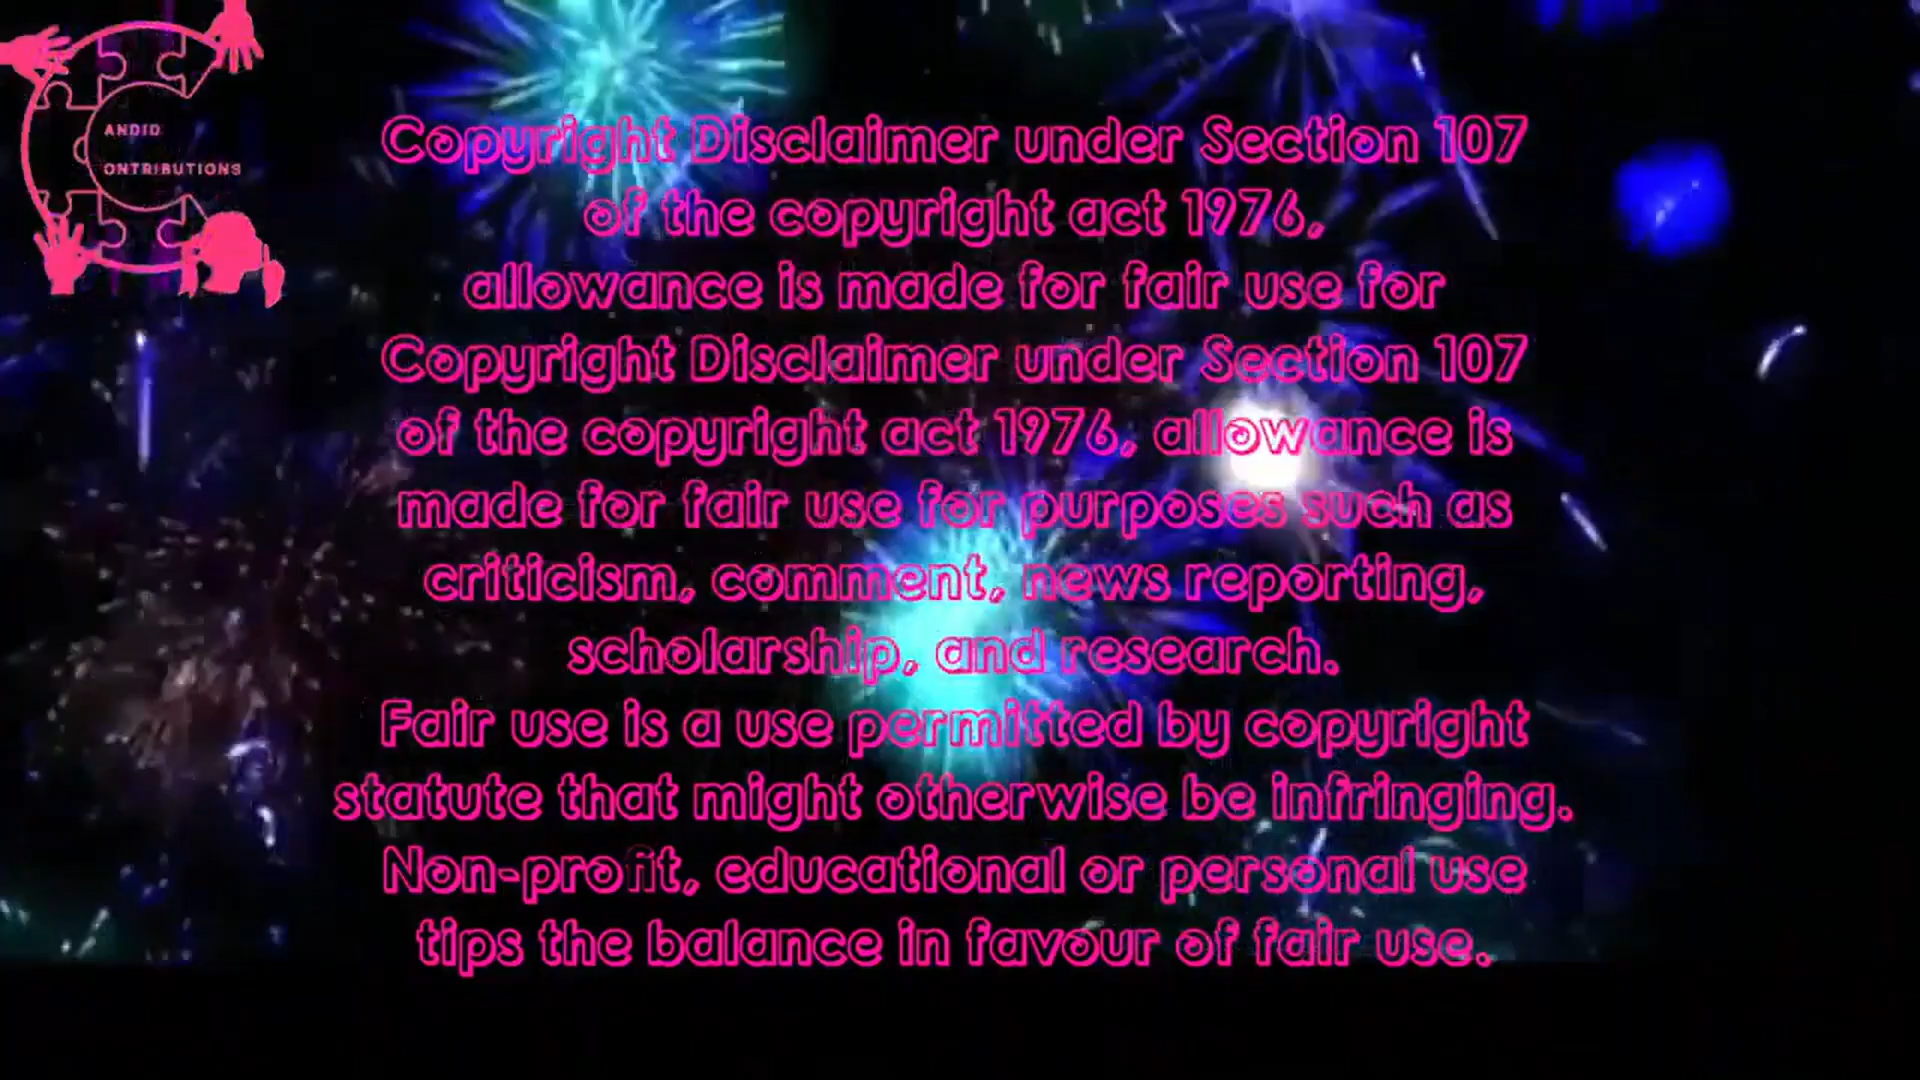 ANDID
ONTRIBUTIONS
Copyright Disclaimer under Section 107
of the copyright act 1976,
allowance is made for fair use for
Copyright Disclaimer under Section 107
of the copyright act 1976, allowance is
made for fair use for purposes such as
criticism, comment, news reporting,
scholarship, and research.
Fair use is a use permitted by copyright
statute that might otherwise be infringing.
Non-profit, educational or personal use
tips the balance in favour of fair use.